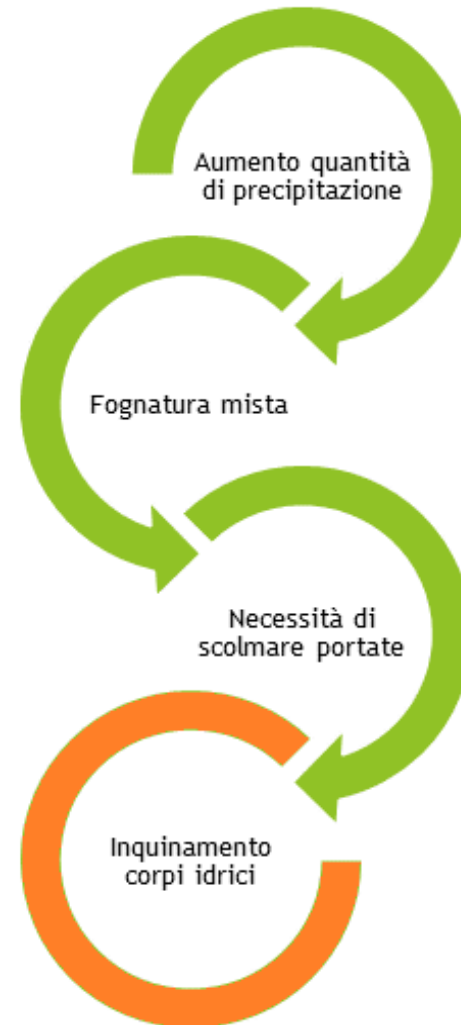 Aumento quantità
di precipitazione
Fognatura mista
Necessità di
scolmare portate
Inquinamento
corpi idrici